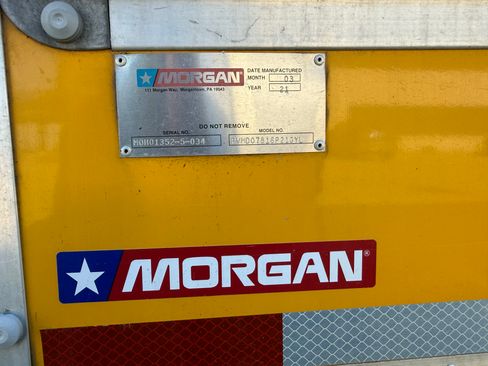 MORGAN
111 Morgan Way, Morgantown, PA 19543
DATE MANUFACTURED
MONTH 03
YEAR 21
DO NOT REMOVE
SERIAL NO.
MODEL NO.
MORGAN®